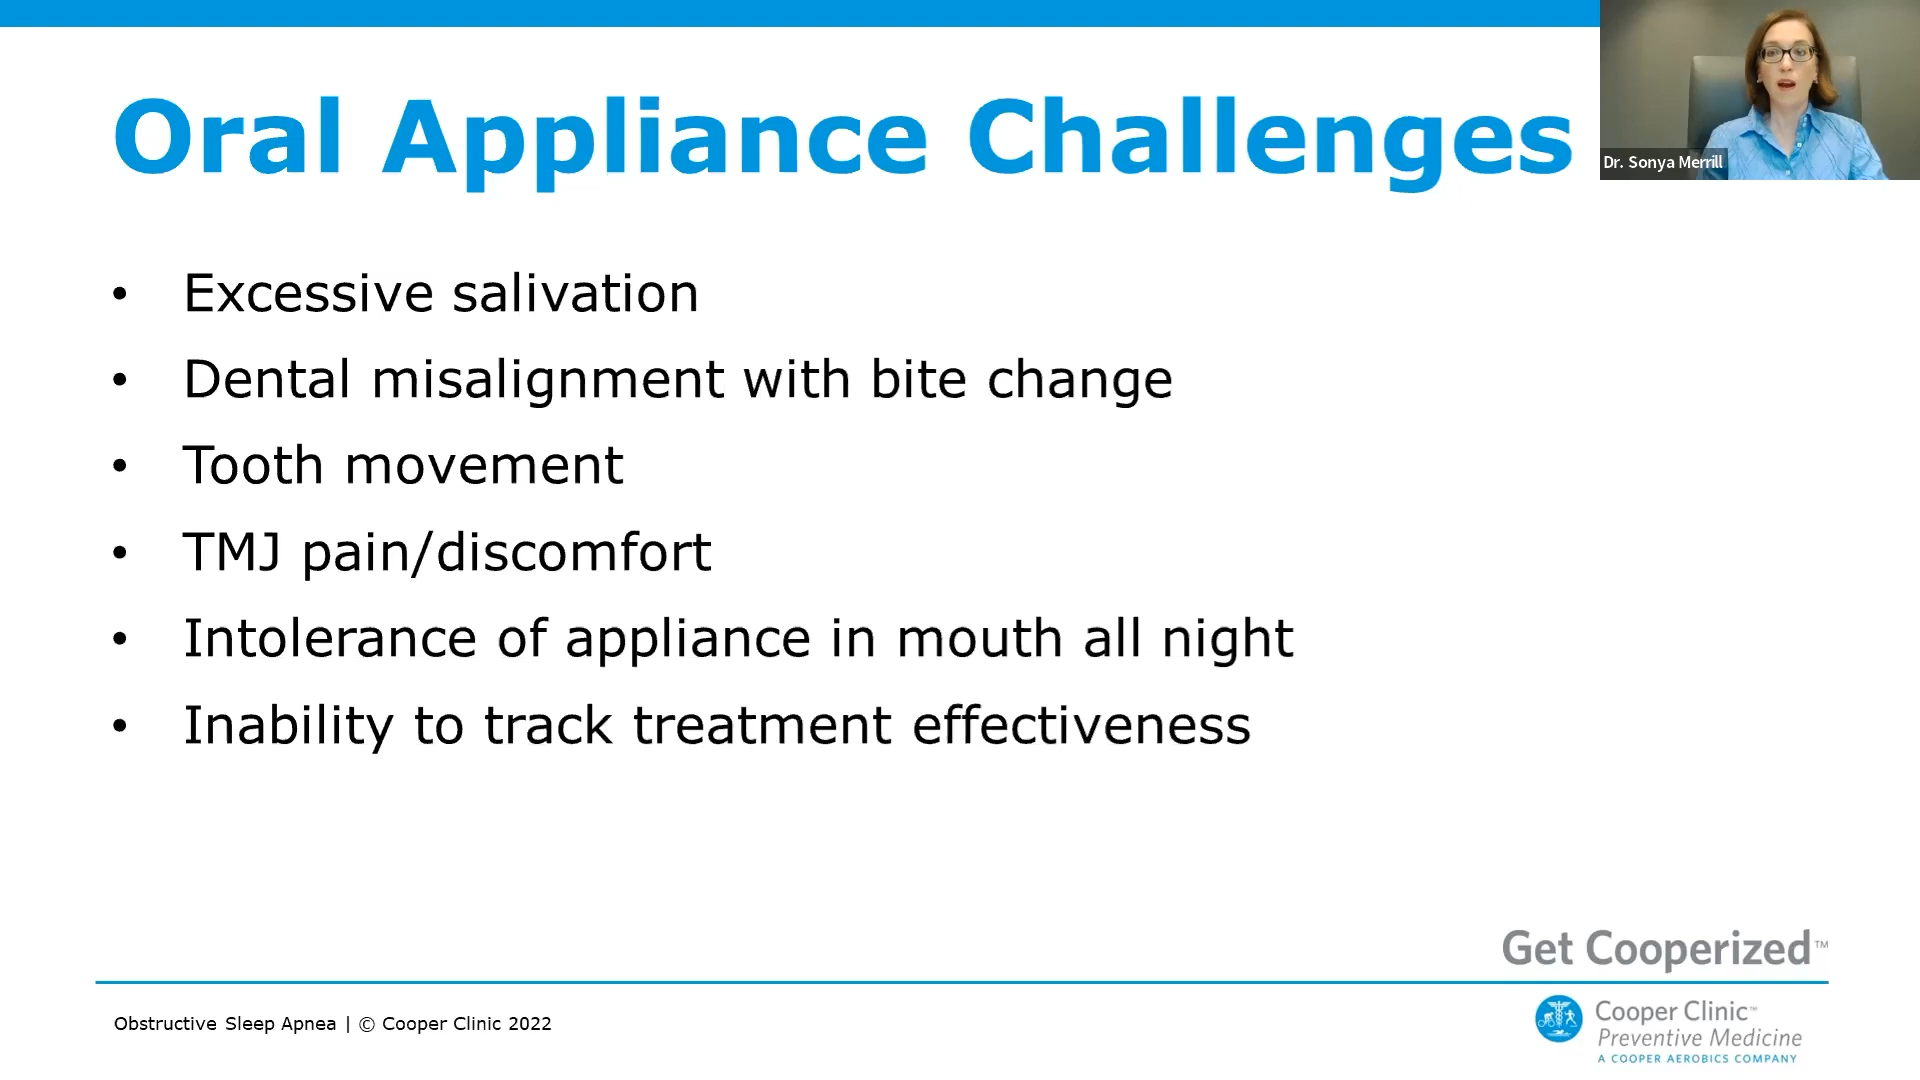 Oral Appliance Challenges
Dr. Sonya Merrill
• Excessive salivation
• Dental misalignment with bite change
• Tooth movement
• TMJ pain/discomfort
• Intolerance of appliance in mouth all night
• Inability to track treatment effectiveness
Get Cooperized™
Obstructive Sleep Apnea | © Cooper Clinic 2022
Cooper Clinic™
Preventive Medicine
A COOPER AEROBICS COMPANY